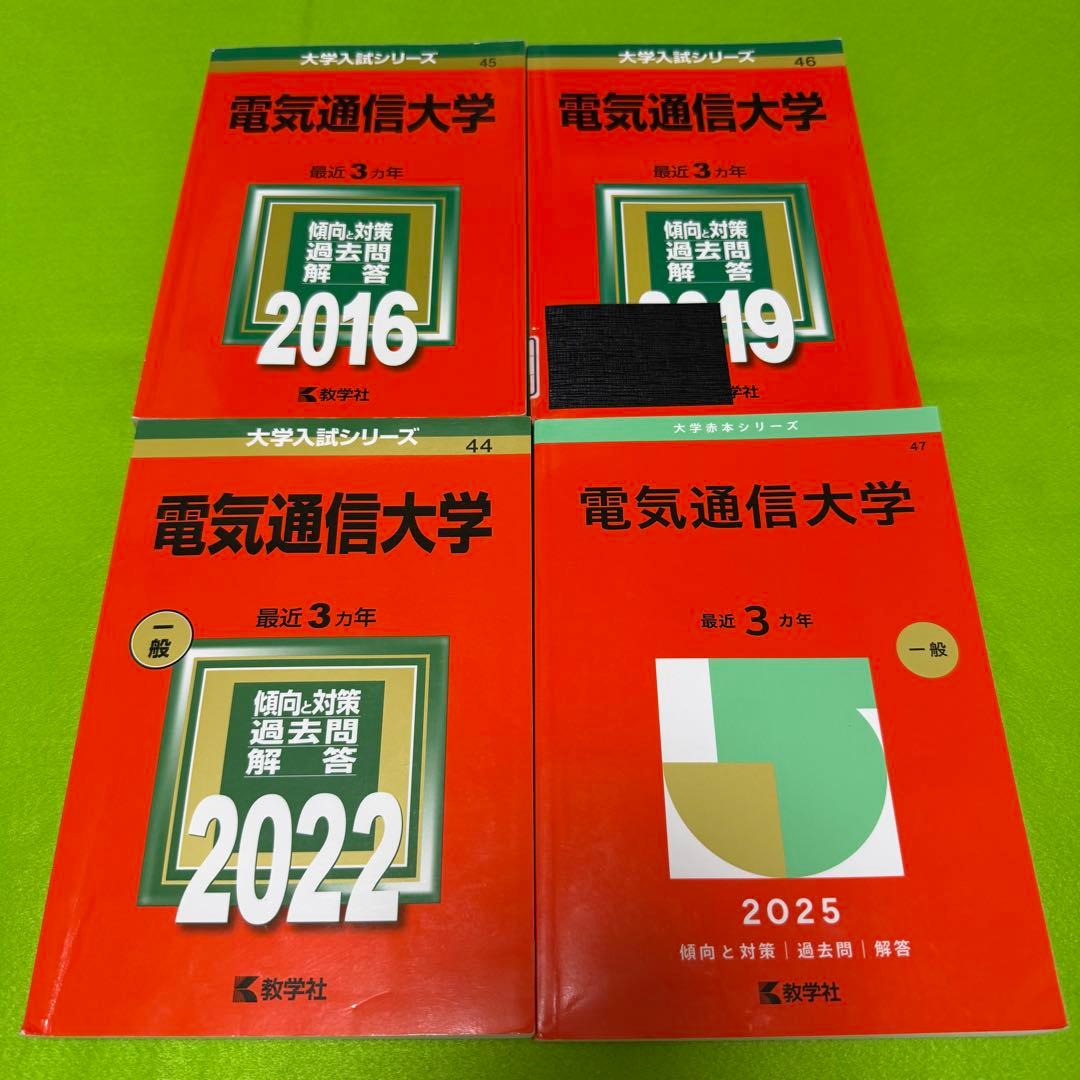 大学入試シリーズ
45
電気通信大学
最近3カ年
傾向と対策
過去問
解答
2016
教学社
大学入試シリーズ
46
電気通信大学
最近3カ年
傾向と対策
過去問
解答
19
学社
大学入試シリーズ
44
電気通信大学
最近3カ年
一般
傾向と対策
過去問
解答
2022
教学社
大学赤本シリーズ
47
電気通信大学
最近3カ年
一般
2025
傾向と対策|過去問|解答
教学社